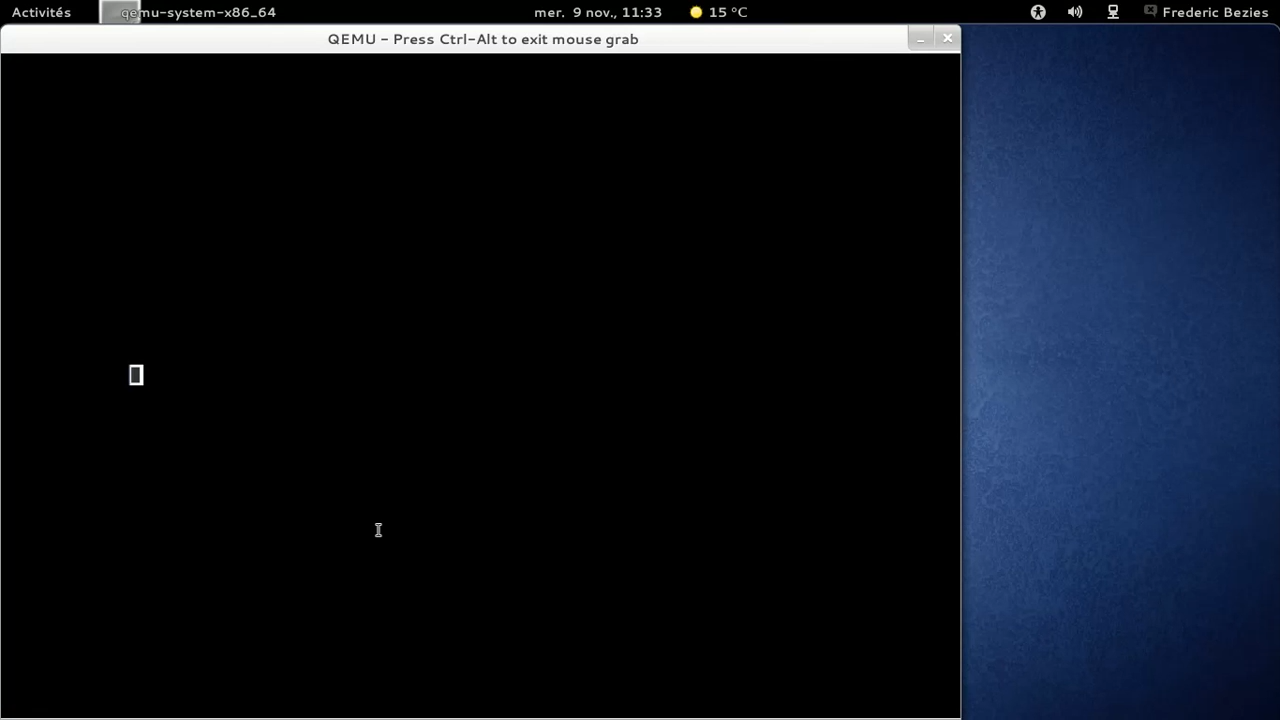 Activités qemu-system-x86_64 mer. 9 nov., 11:33 15 °C Frederic Bezies
QEMU - Press Ctrl-Alt to exit mouse grab